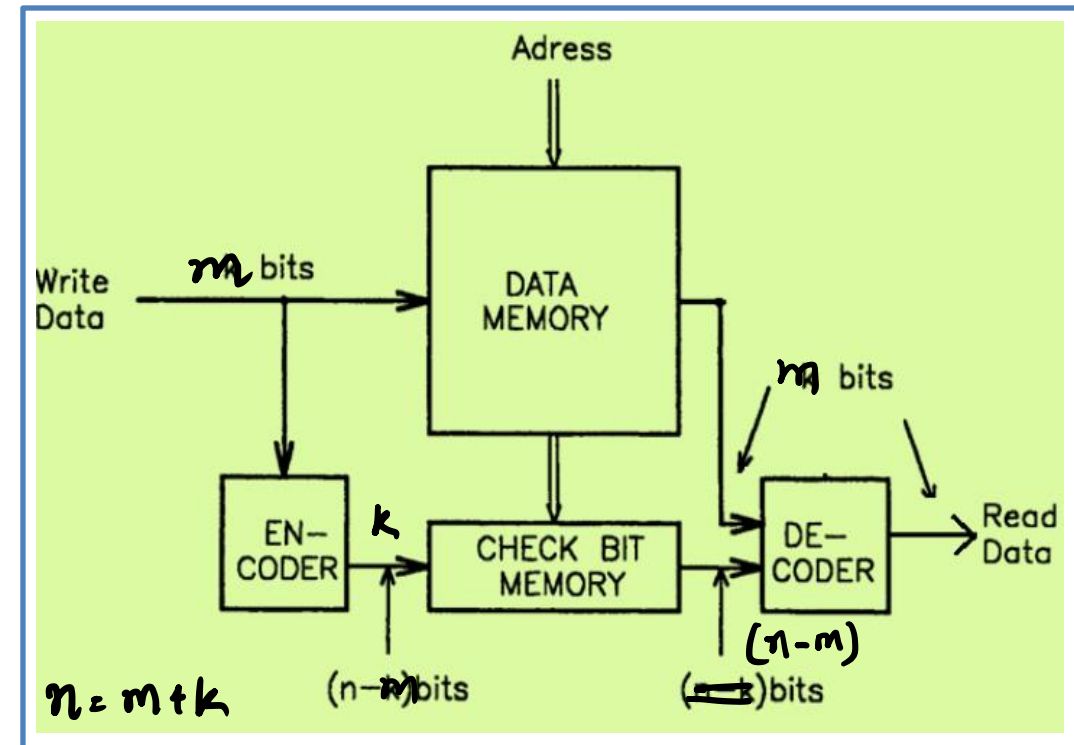 Adress
Write
Data
m bits
DATA
MEMORY
m bits
EN-
CODER
k
CHECK BIT
MEMORY
DE-
CODER
Read
Data
(n-m)
n = m + k
(n-m)bits
(n-k)bits